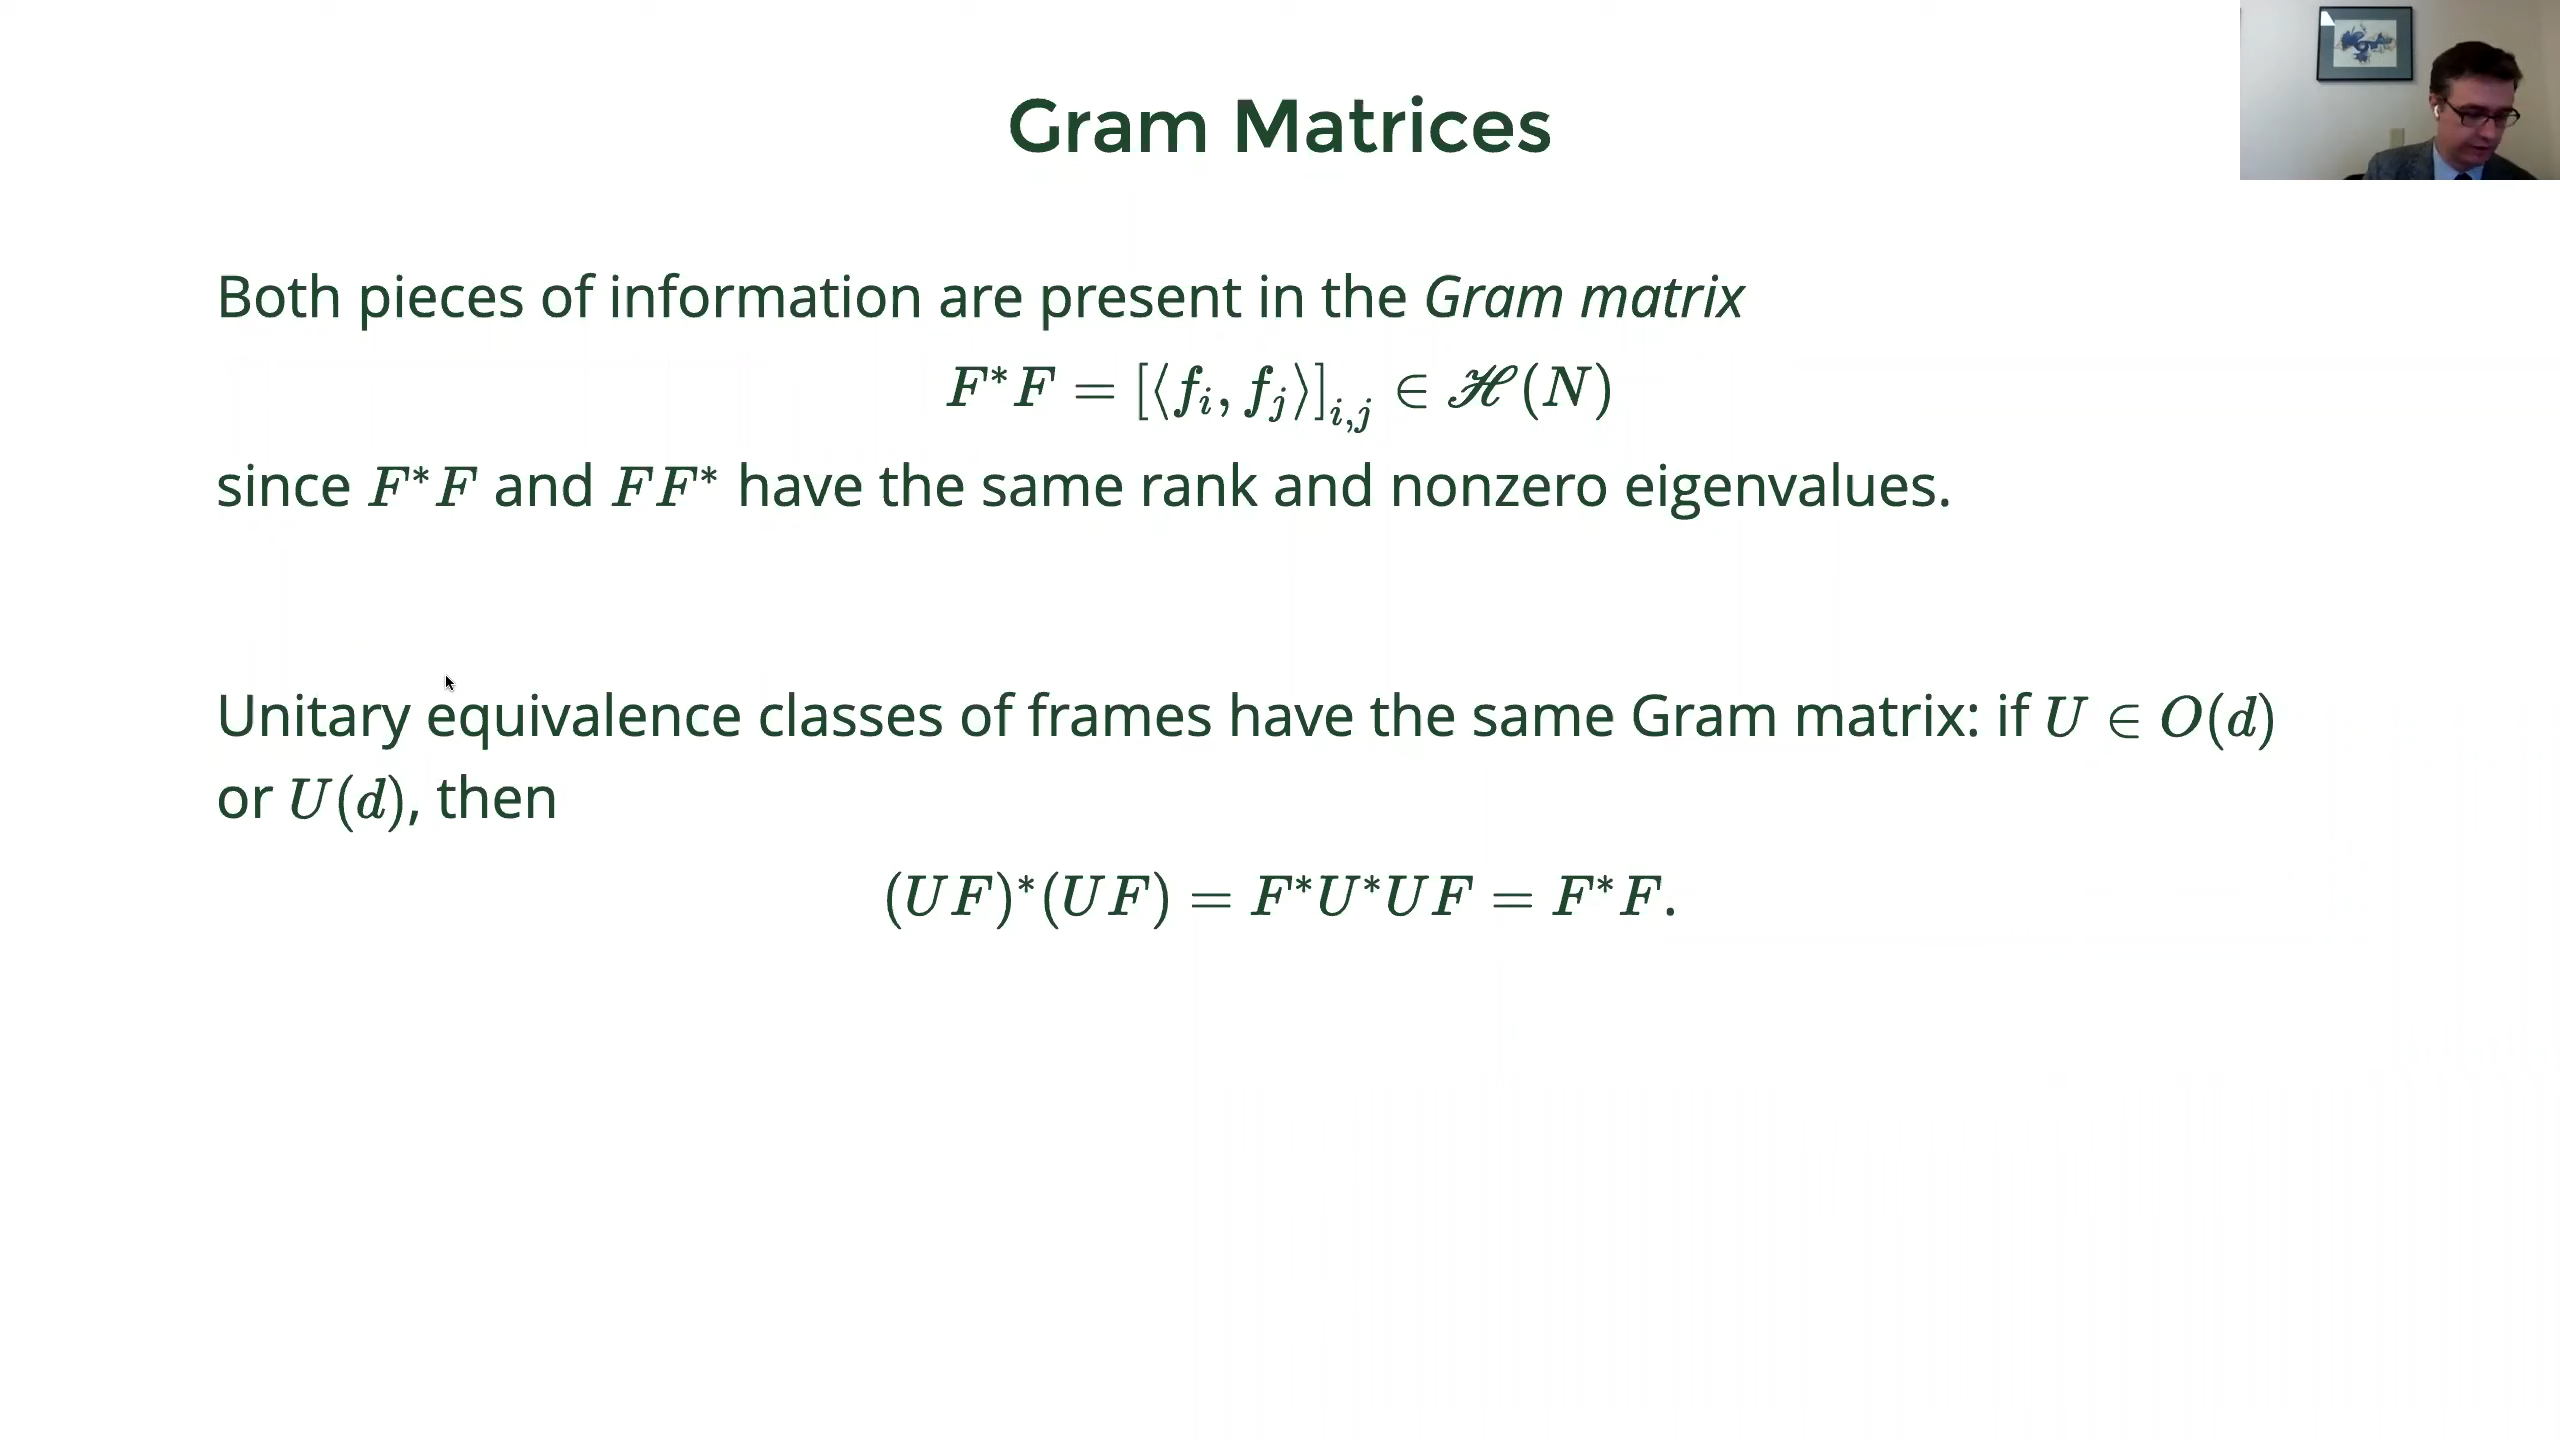 Gram Matrices
Both pieces of information are present in the Gram matrix
F*F = [⟨fᵢ, fⱼ⟩]ᵢ,ⱼ ∈ ℋ(N)
since F*F and FF* have the same rank and nonzero eigenvalues.
Unitary equivalence classes of frames have the same Gram matrix: if U ∈ O(d)
or U(d), then
(UF)*(UF) = F*U*UF = F*F.